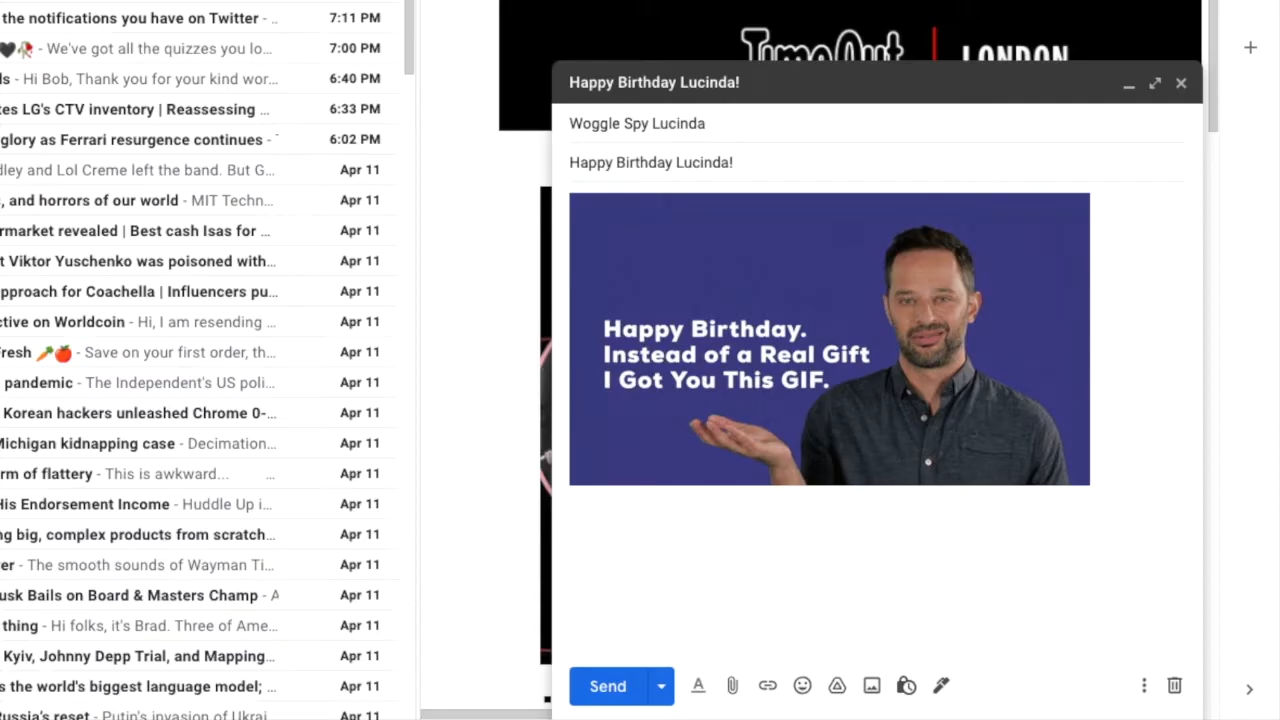 the notifications you have on Twitter - ..
7:11 PM
- We've got all the quizzes you lo...
7:00 PM
ls - Hi Bob, Thank you for your kind wor...
6:40 PM
tes LG's CTV inventory | Reassessing ...
6:33 PM
glory as Ferrari resurgence continues -
6:02 PM
dley and Lol Creme left the band. But G...
Apr 11
, and horrors of our world - MIT Techn...
Apr 11
rmarket revealed | Best cash Isas for ...
Apr 11
t Viktor Yuschenko was poisoned with...
Apr 11
pproach for Coachella | Influencers pu...
Apr 11
ctive on Worldcoin - Hi, I am resending ...
Apr 11
Fresh 🥕🍎 - Save on your first order, th...
Apr 11
pandemic - The Independent's US poli...
Apr 11
Korean hackers unleashed Chrome 0-...
Apr 11
Michigan kidnapping case - Decimation...
Apr 11
rm of flattery - This is awkward... ...
Apr 11
His Endorsement Income - Huddle Up i...
Apr 11
ng big, complex products from scratch...
Apr 11
er - The smooth sounds of Wayman Ti...
Apr 11
usk Bails on Board & Masters Champ - A
Apr 11
thing - Hi folks, it's Brad. Three of Ame...
Apr 11
Kyiv, Johnny Depp Trial, and Mapping...
Apr 11
s the world's biggest language model; ...
Apr 11
Russia's reset - Putin's invasion of Ukrai
Apr 11
TimeOut | LONDON
Happy Birthday Lucinda!
Woggle Spy Lucinda
Happy Birthday Lucinda!
Happy Birthday.
Instead of a Real Gift
I Got You This GIF.
Send